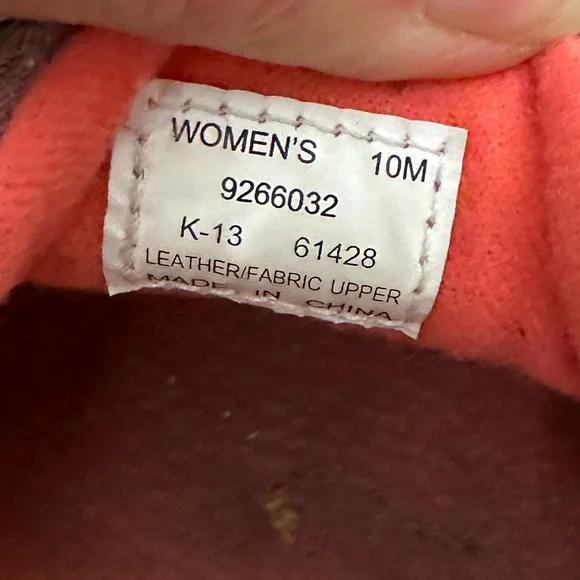 WOMEN'S 10M
9266032
K-13 61428
LEATHER/FABRIC UPPER
MADE IN CHINA